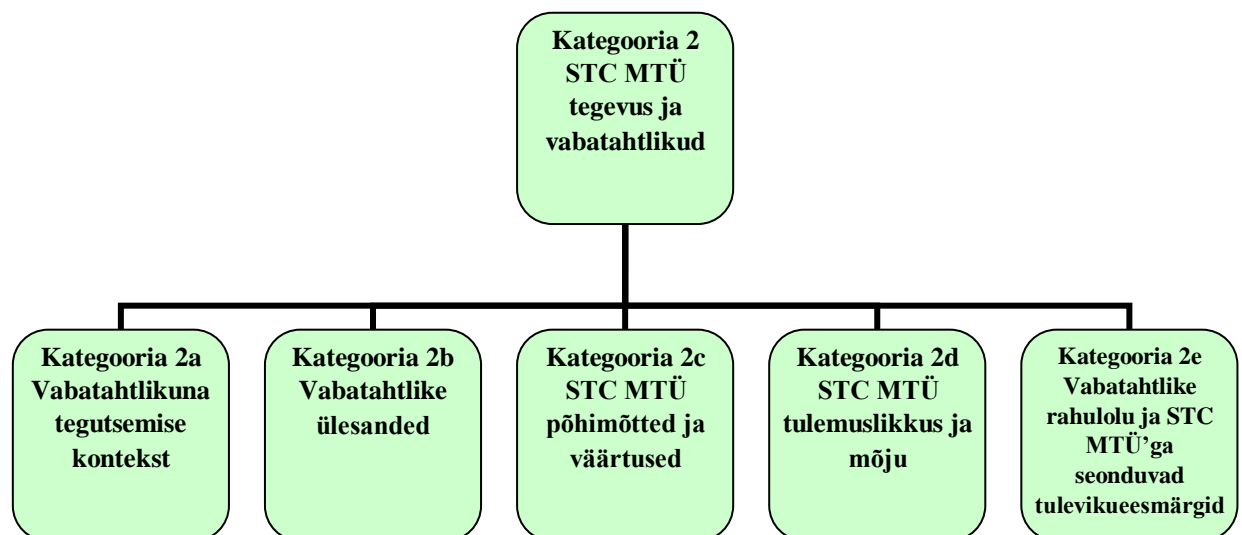 Kategooria 2
STC MTÜ
tegevus ja
vabatahtlikud
Kategooria 2a
Vabatahtlikuna
tegutsemise
kontekst
Kategooria 2b
Vabatahtlike
ülesanded
Kategooria 2c
STC MTÜ
põhimõtted ja
väärtused
Kategooria 2d
STC MTÜ
tulemuslikkus ja
mõju
Kategooria 2e
Vabatahtlike
rahulolu ja STC
MTÜ’ga
seonduvad
tulevikueesmärgid